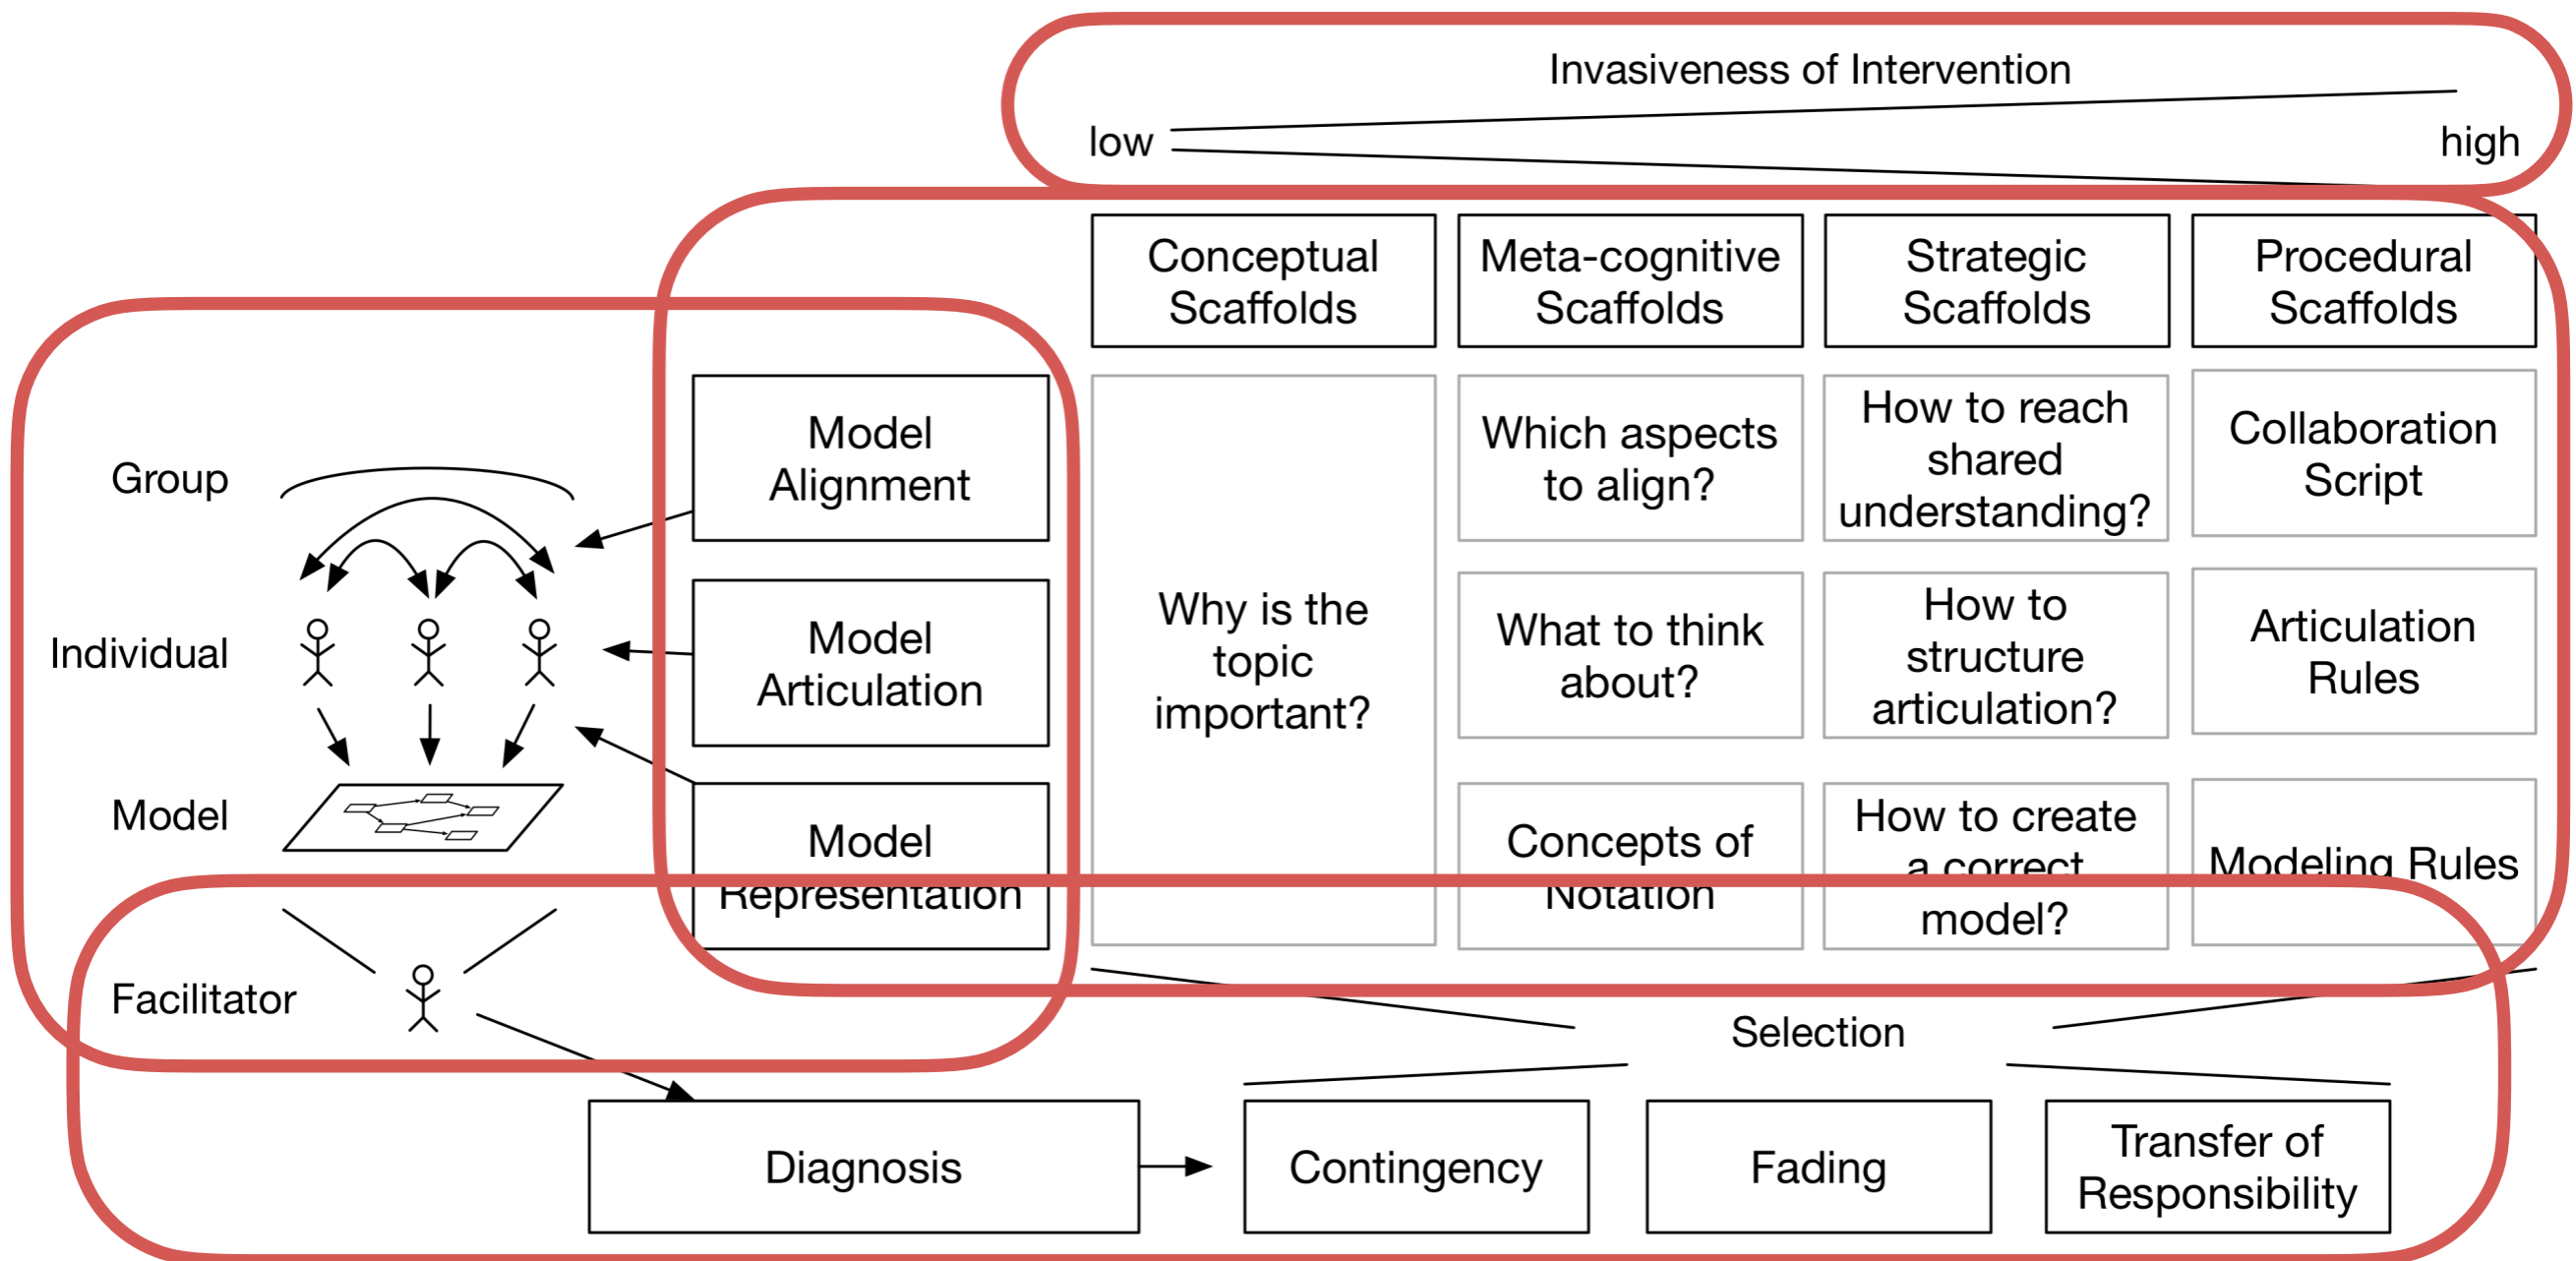 Invasiveness of Intervention
low
high
Conceptual
Scaffolds
Meta-cognitive
Scaffolds
Strategic
Scaffolds
Procedural
Scaffolds
Group
Individual
Model
Facilitator
Model
Alignment
Model
Articulation
Model
Representation
Why is the
topic
important?
Which aspects
to align?
How to reach
shared
understanding?
Collaboration
Script
What to think
about?
How to
structure
articulation?
Articulation
Rules
Concepts of
Notation
How to create
a correct
model?
Modeling Rules
Selection
Diagnosis
Contingency
Fading
Transfer of
Responsibility